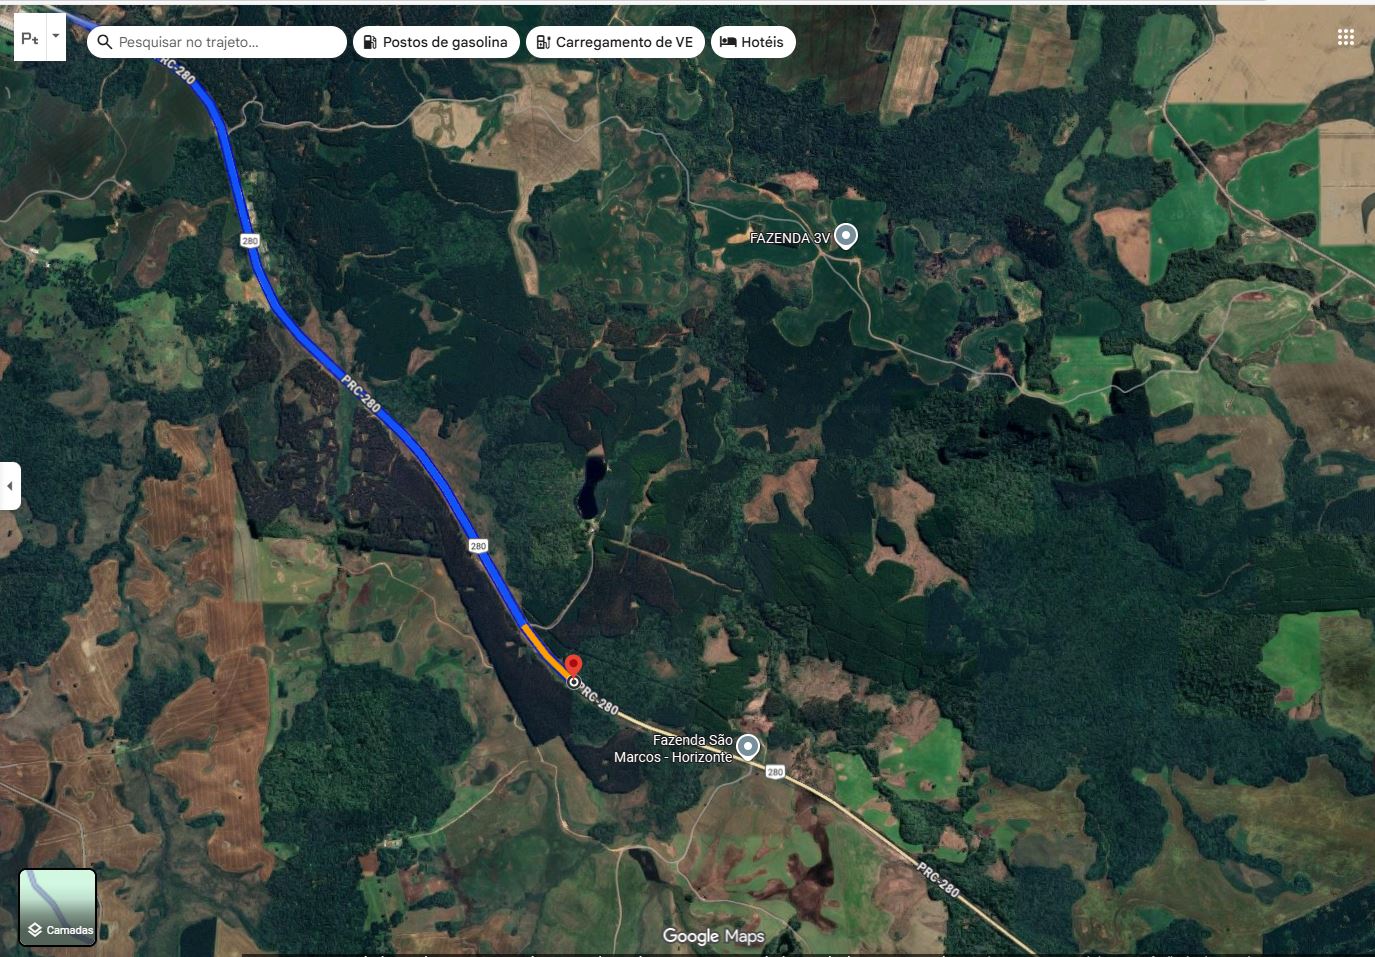 Pt
Pesquisar no trajeto...
Postos de gasolina
Carregamento de VE
Hotéis
PRC-280
280
FAZENDA 3V
PRC-280
280
PRC-280
Fazenda São
Marcos - Horizonte
280
PRC-280
Camadas
Google Maps